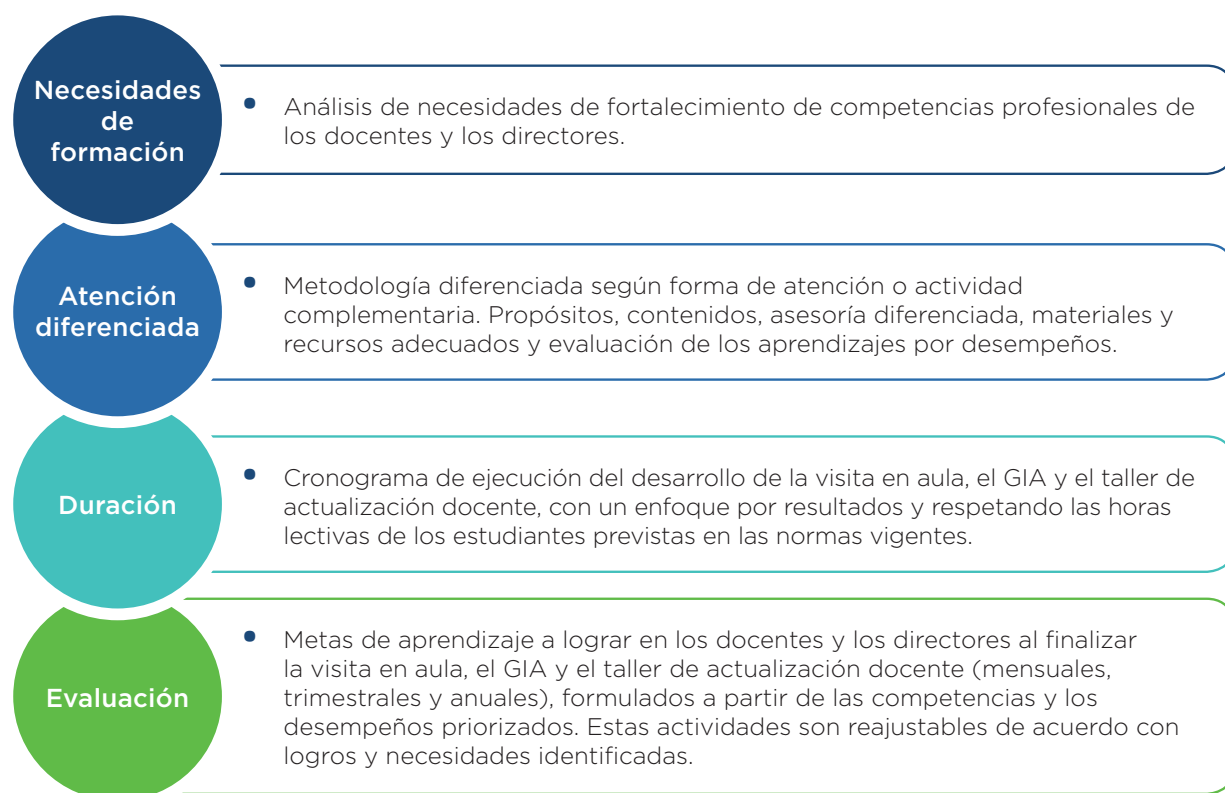 Necesidades
de
formación
• Análisis de necesidades de fortalecimiento de competencias profesionales de
los docentes y los directores.
Atención
diferenciada
• Metodología diferenciada según forma de atención o actividad
complementaria. Propósitos, contenidos, asesoría diferenciada, materiales y
recursos adecuados y evaluación de los aprendizajes por desempeños.
Duración
• Cronograma de ejecución del desarrollo de la visita en aula, el GIA y el taller de
actualización docente, con un enfoque por resultados y respetando las horas
lectivas de los estudiantes previstas en las normas vigentes.
Evaluación
• Metas de aprendizaje a lograr en los docentes y los directores al finalizar
la visita en aula, el GIA y el taller de actualización docente (mensuales,
trimestrales y anuales), formulados a partir de las competencias y los
desempeños priorizados. Estas actividades son reajustables de acuerdo con
logros y necesidades identificadas.